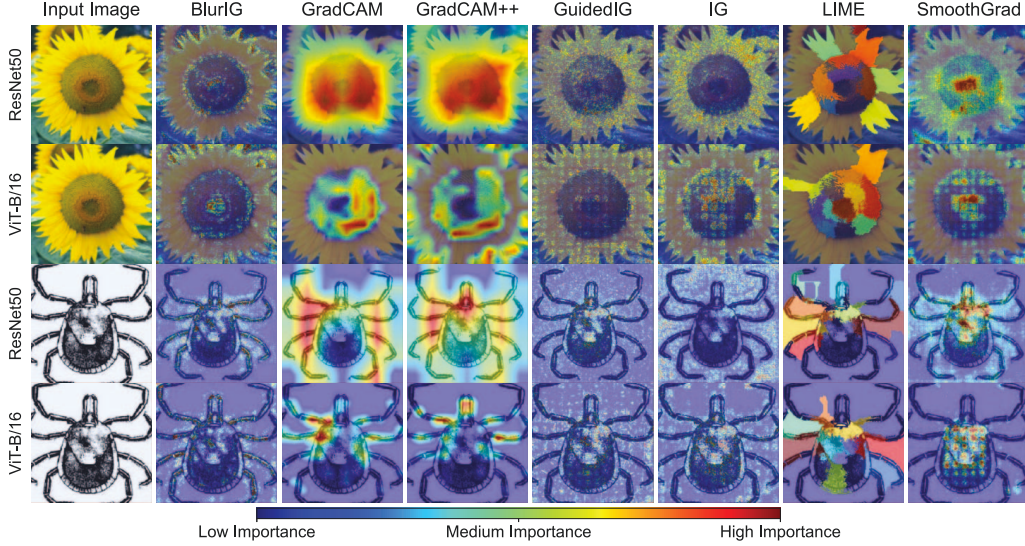 Input Image BlurIG GradCAM GradCAM++ GuidedIG IG LIME SmoothGrad
ResNet50
ViT-B/16
ResNet50
ViT-B/16
Low Importance Medium Importance High Importance